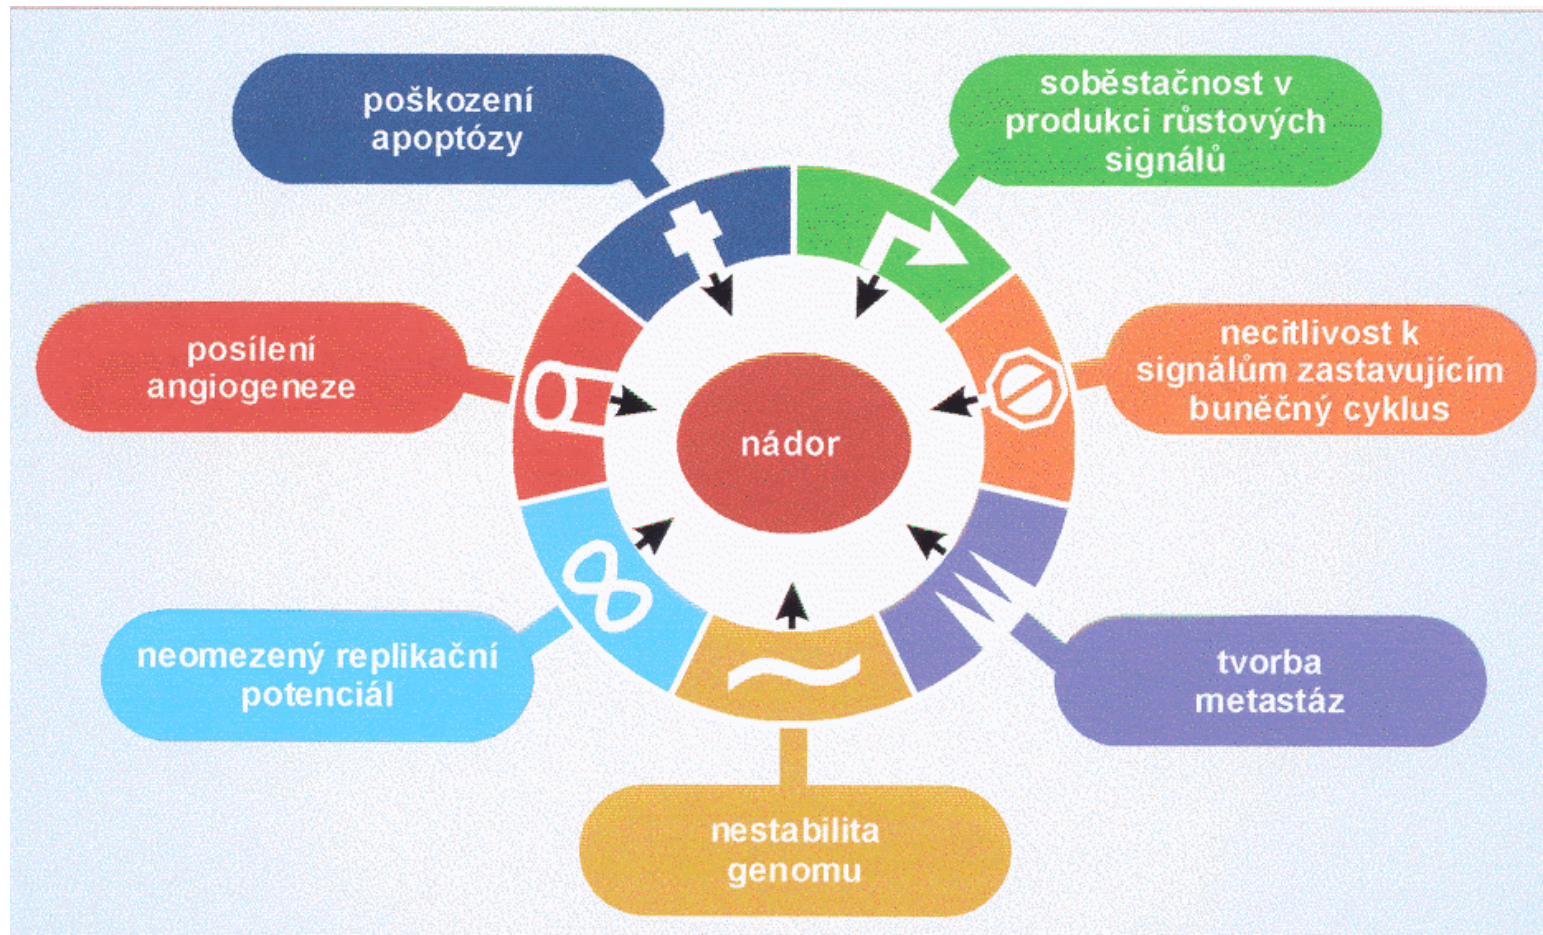 poškození
apoptózy
soběstačnost v
produkci růstových
signálů
posílení
angiogeneze
necitlivost k
signálům zastavujícím
buněčný cyklus
nádor
neomezený replikační
potenciál
tvorba
metastáz
nestabilita
genomu